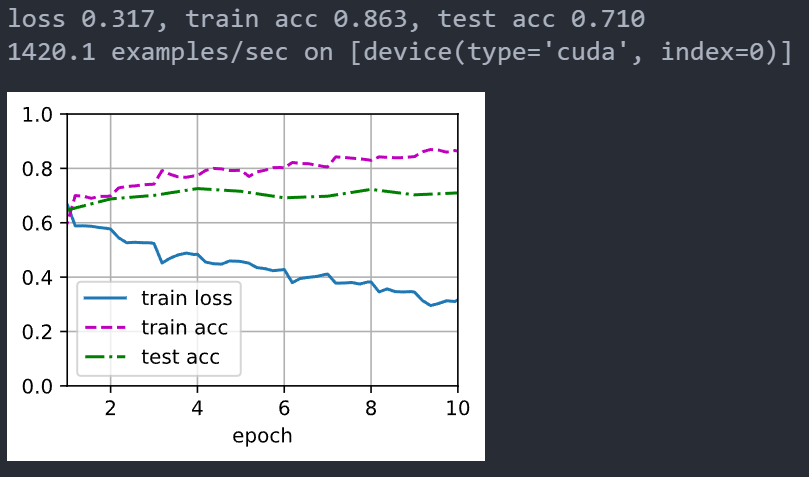 loss 0.317, train acc 0.863, test acc 0.710
1420.1 examples/sec on [device(type='cuda', index=0)]
1.0
0.8
0.6
0.4
0.2
0.0
train loss
train acc
test acc
2 4 6 8 10
epoch